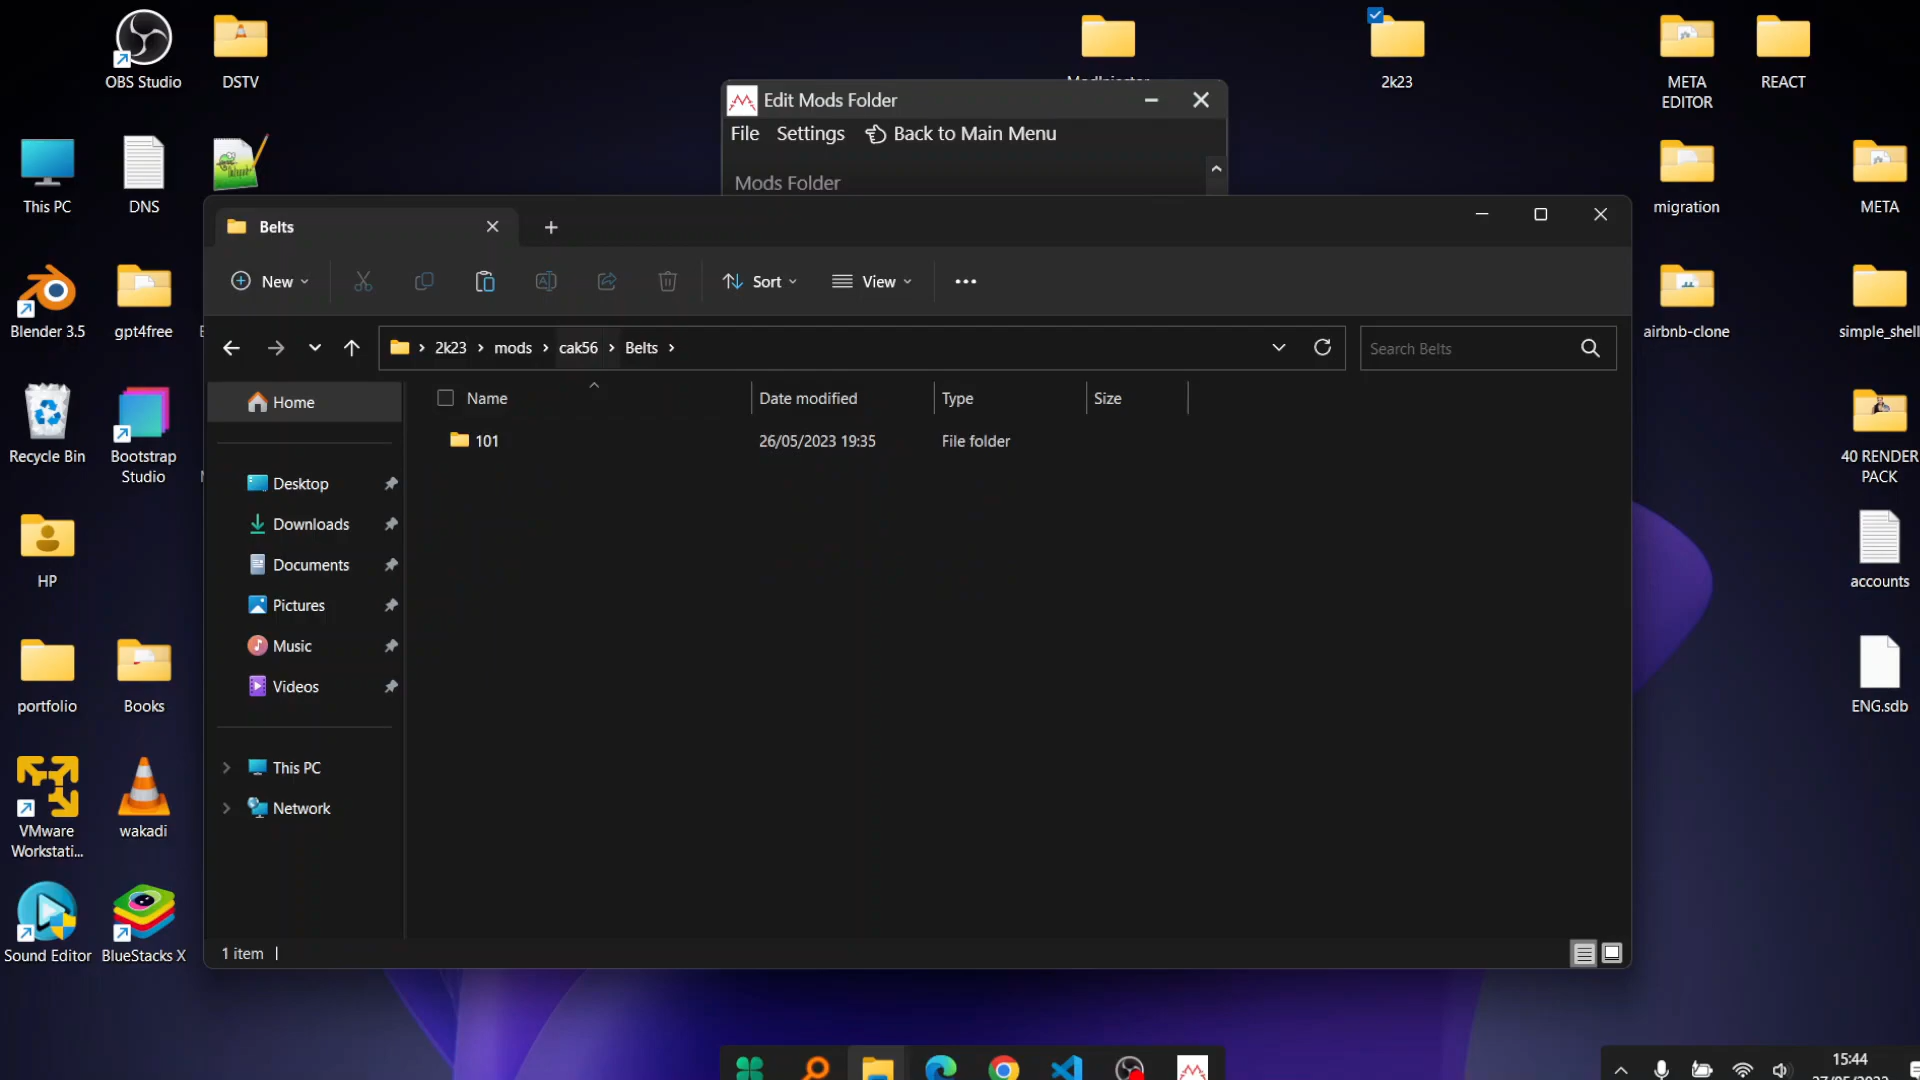 OBS Studio
DSTV
2k23
META
EDITOR
REACT
Edit Mods Folder
File Settings Back to Main Menu
Mods Folder
This PC
DNS
migration
META
Belts
New
Sort
View
Blender 3.5
gpt4free
airbnb-clone
simple_shell
2k23 > mods > cak56 > Belts >
Search Belts
Home
Name
Date modified
Type
Size
101
26/05/2023 19:35
File folder
Recycle Bin
Bootstrap
Studio
40 RENDER
PACK
Desktop
Downloads
Documents
Pictures
Music
Videos
HP
accounts
portfolio
Books
ENG.sdb
This PC
Network
VMware
Workstati...
wakadi
Sound Editor
BlueStacks X
1 item
15:44